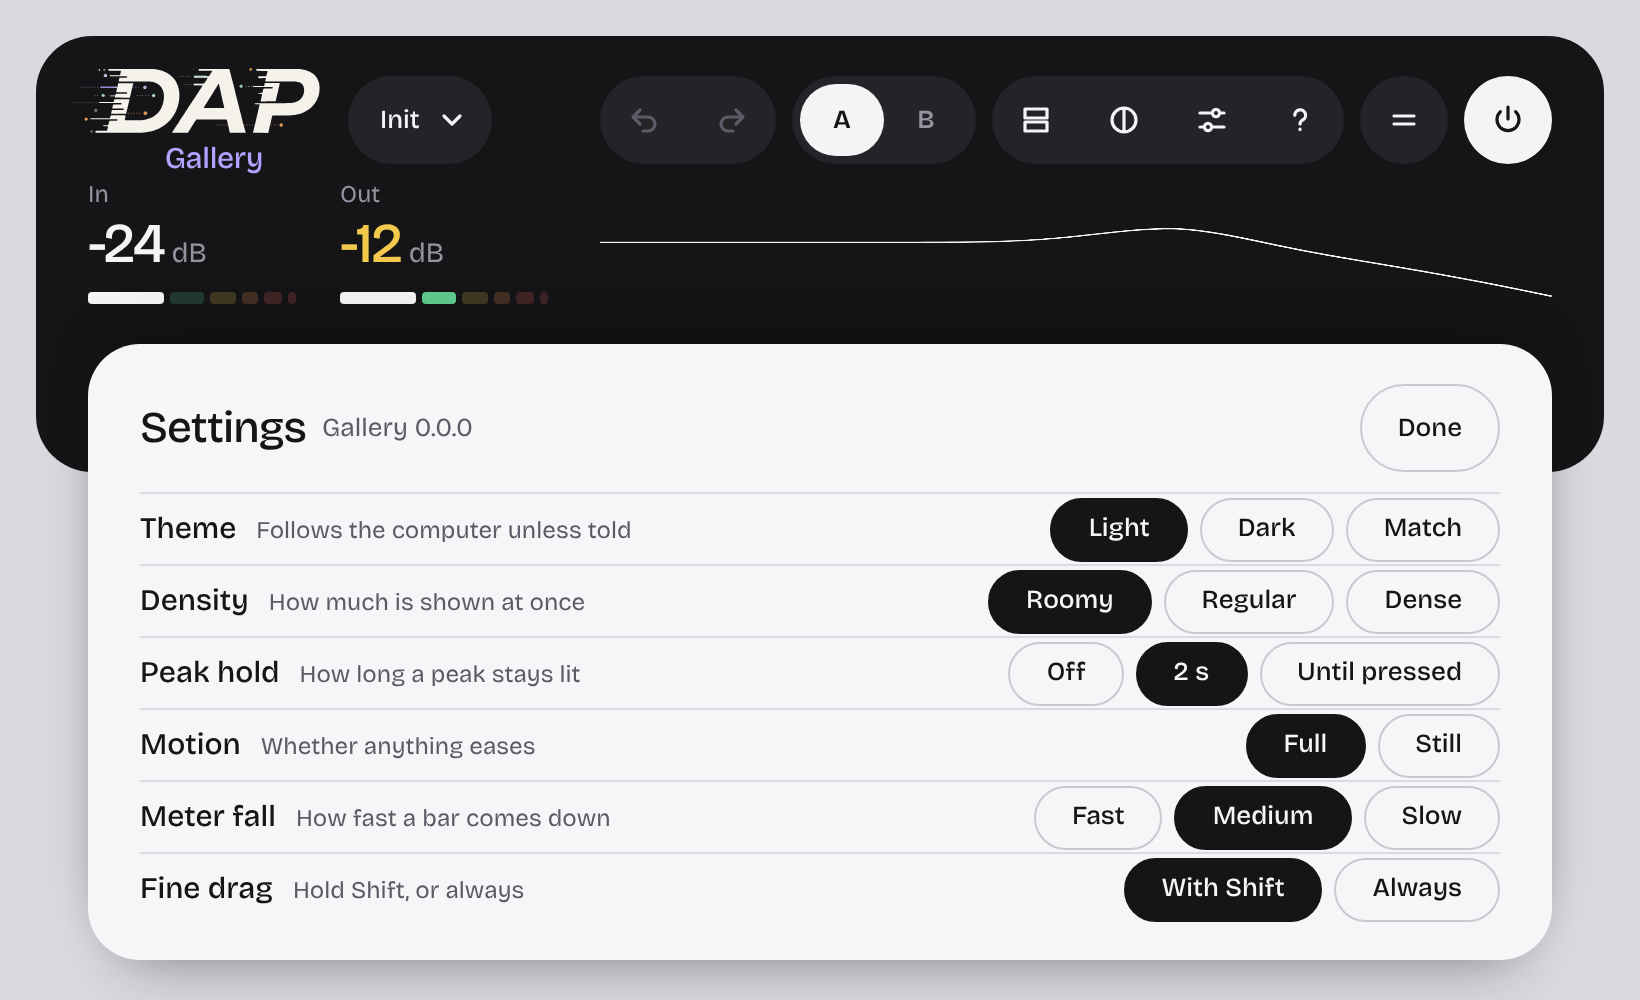 DAP
Gallery
Init
A B
?
In Out
-24 dB -12 dB
Settings Gallery 0.0.0 Done
Theme Follows the computer unless told Light Dark Match
Density How much is shown at once Roomy Regular Dense
Peak hold How long a peak stays lit Off 2 s Until pressed
Motion Whether anything eases Full Still
Meter fall How fast a bar comes down Fast Medium Slow
Fine drag Hold Shift, or always With Shift Always